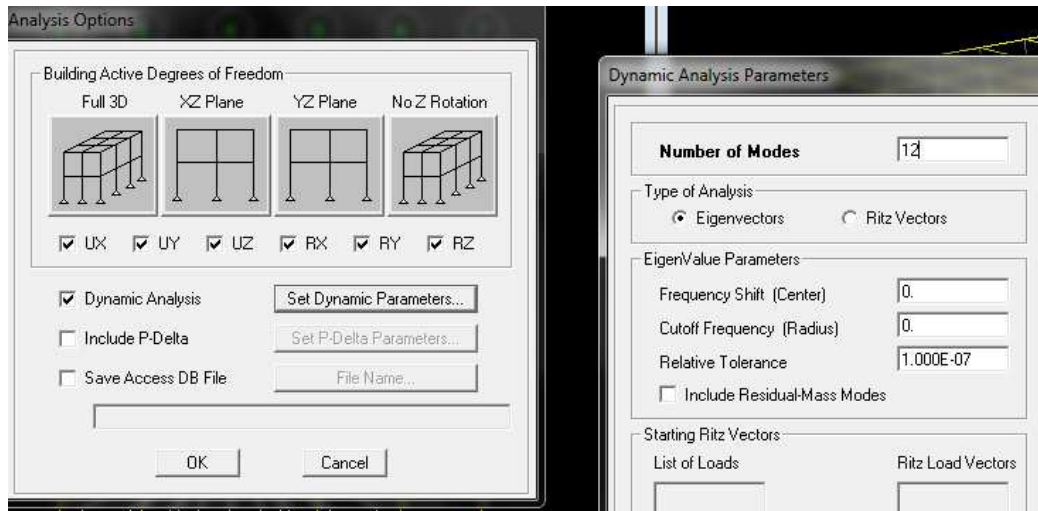 Analysis Options
Building Active Degrees of Freedom
Full 3D XZ Plane YZ Plane No Z Rotation
UX UY UZ RX RY RZ
Dynamic Analysis Set Dynamic Parameters...
Include P-Delta Set P-Delta Parameters...
Save Access DB File File Name...
OK Cancel
Dynamic Analysis Parameters
Number of Modes 12
Type of Analysis
Eigenvectors Ritz Vectors
EigenValue Parameters
Frequency Shift (Center) 0.
Cutoff Frequency (Radius) 0.
Relative Tolerance 1.000E-07
Include Residual-Mass Modes
Starting Ritz Vectors
List of Loads Ritz Load Vectors